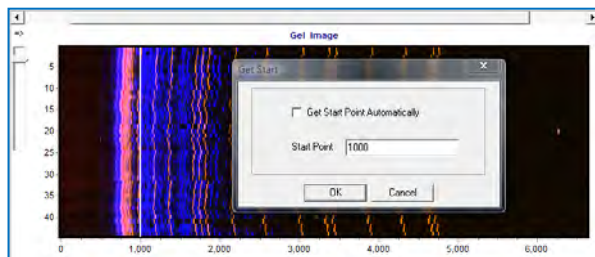 =>
Gel Image
5
10
15
20
25
30
35
40
Get Start
X
Get Start Point Automatically
Start Point 1000
OK Cancel
0 1,000 2,000 3,000 4,000 5,000 6,000